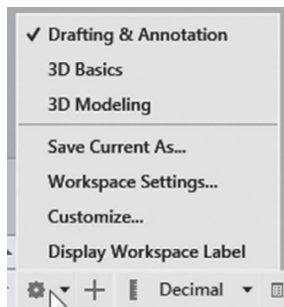 Drafting & Annotation
3D Basics
3D Modeling
Save Current As...
Workspace Settings...
Customize...
Display Workspace Label
Decimal